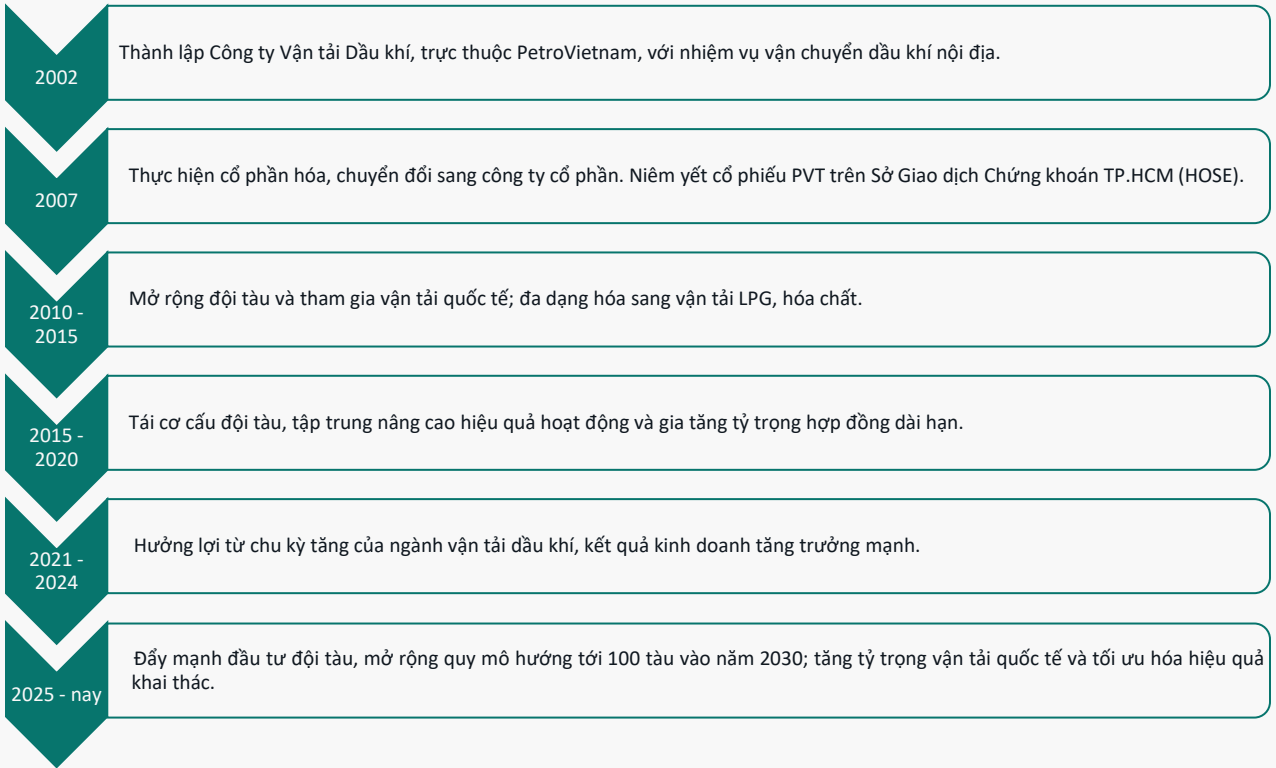 2002
Thành lập Công ty Vận tải Dầu khí, trực thuộc PetroVietnam, với nhiệm vụ vận chuyển dầu khí nội địa.
2007
Thực hiện cổ phần hóa, chuyển đổi sang công ty cổ phần. Niêm yết cổ phiếu PVT trên Sở Giao dịch Chứng khoán TP.HCM (HOSE).
2010 -
2015
Mở rộng đội tàu và tham gia vận tải quốc tế; đa dạng hóa sang vận tải LPG, hóa chất.
2015 -
2020
Tái cơ cấu đội tàu, tập trung nâng cao hiệu quả hoạt động và gia tăng tỷ trọng hợp đồng dài hạn.
2021 -
2024
Hưởng lợi từ chu kỳ tăng của ngành vận tải dầu khí, kết quả kinh doanh tăng trưởng mạnh.
2025 - nay
Đẩy mạnh đầu tư đội tàu, mở rộng quy mô hướng tới 100 tàu vào năm 2030; tăng tỷ trọng vận tải quốc tế và tối ưu hóa hiệu quả
khai thác.